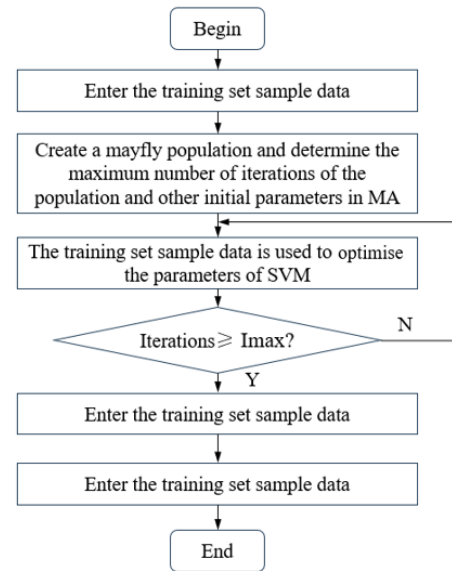 Begin
Enter the training set sample data
Create a mayfly population and determine the
maximum number of iterations of the
population and other initial parameters in MA
The training set sample data is used to optimise
the parameters of SVM
Iterations⩾ Imax?
N
Y
Enter the training set sample data
Enter the training set sample data
End